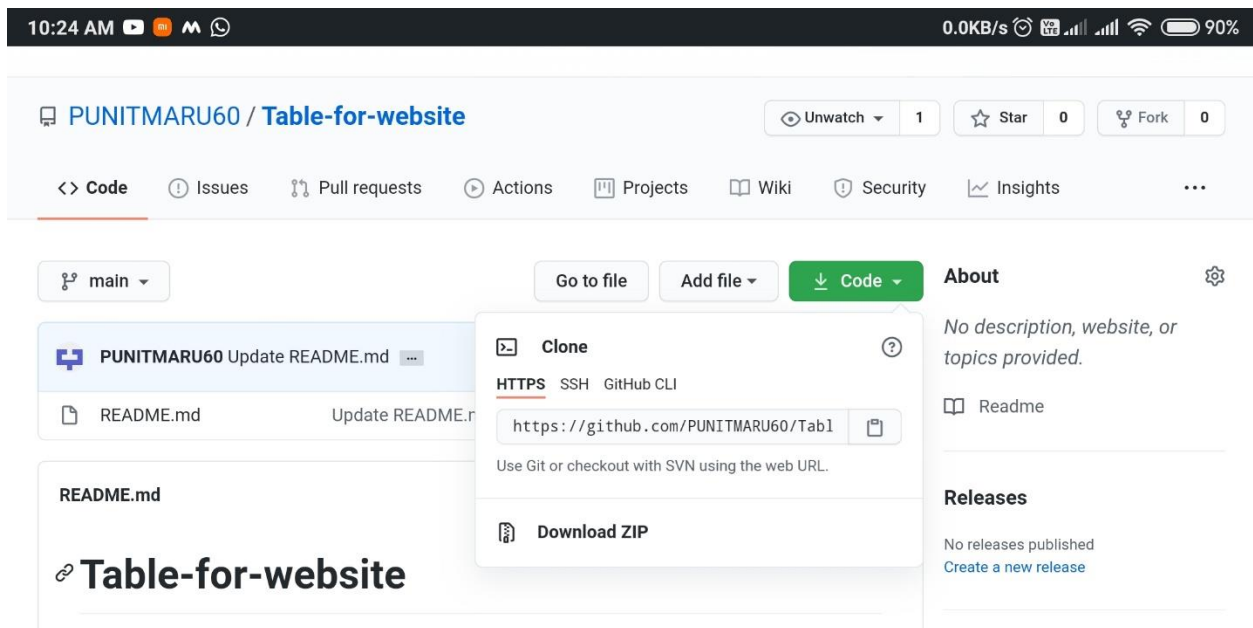 10:24 AM 0.0KB/s Vo LTE 90%
PUNITMARU60 / Table-for-website Unwatch 1 Star 0 Fork 0
<> Code Issues Pull requests Actions Projects Wiki Security Insights ...
main Go to file Add file Code
PUNITMARU60 Update README.md ...
README.md Update README.
Clone
HTTPS SSH GitHub CLI
https://github.com/PUNITMARU60/Tabl
Use Git or checkout with SVN using the web URL.
Download ZIP
README.md
Table-for-website
About
No description, website, or
topics provided.
Readme
Releases
No releases published
Create a new release